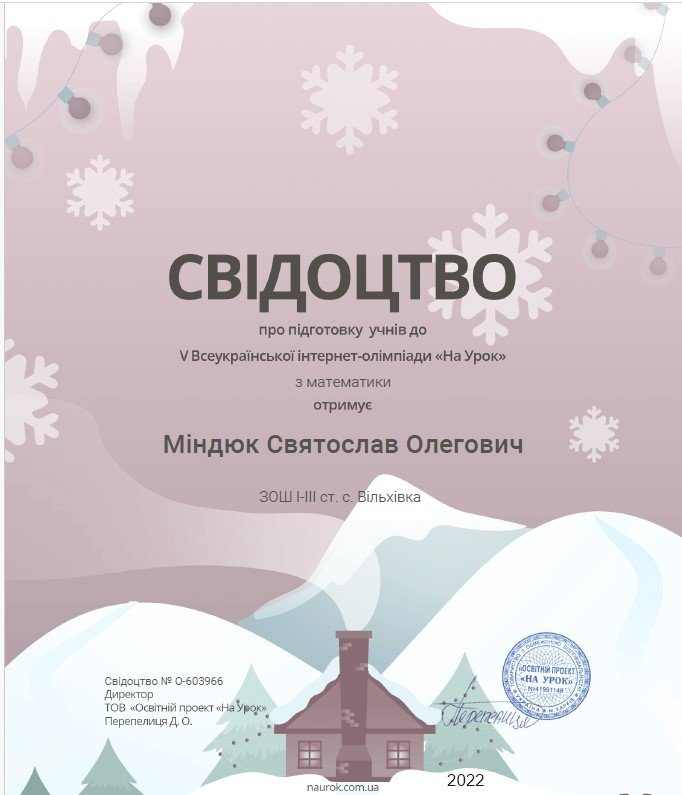 СВІДОЦТВО
про підготовку учнів до
V Всеукраїнської інтернет-олімпіади «На Урок»
з математики
отримує
Міндюк Святослав Олегович
ЗОШ І-ІІІ ст. с. Вільхівка
Свідоцтво № О-603966
Директор
ТОВ «Освітній проект «На Урок»
Перепелиця Д. О.
«ОСВІТНІЙ ПРОЕКТ
«НА УРОК»
№41991148
2022
naurok.com.ua